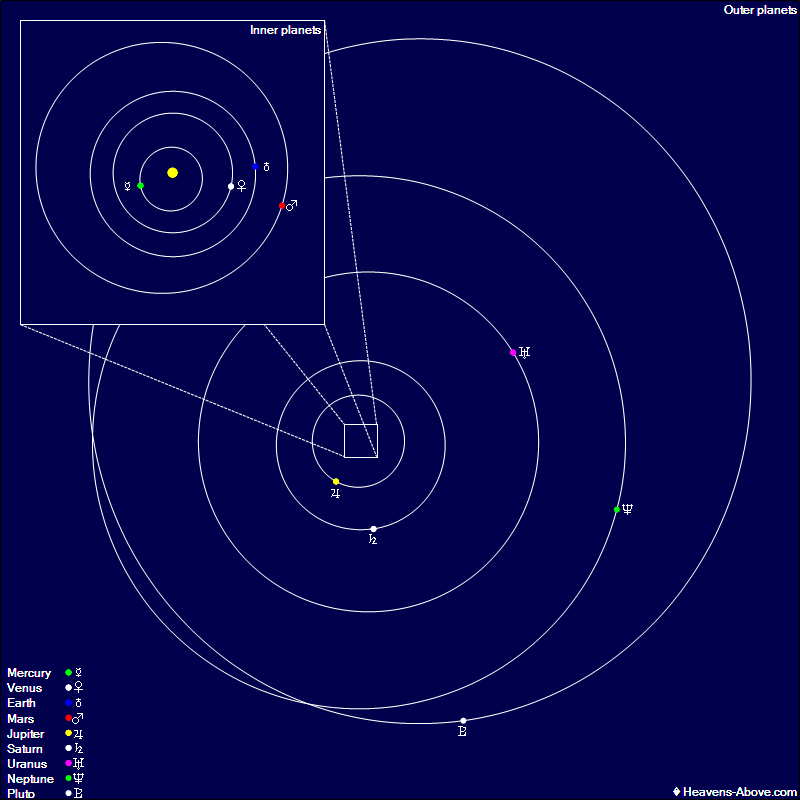 Outer planets
Inner planets
☿
♀
♁
♂
♅
♃
♄
♆
♇
Mercury ☿
Venus ♀
Earth ♁
Mars ♂
Jupiter ♃
Saturn ♄
Uranus ♅
Neptune ♆
Pluto ♇
Heavens-Above.com